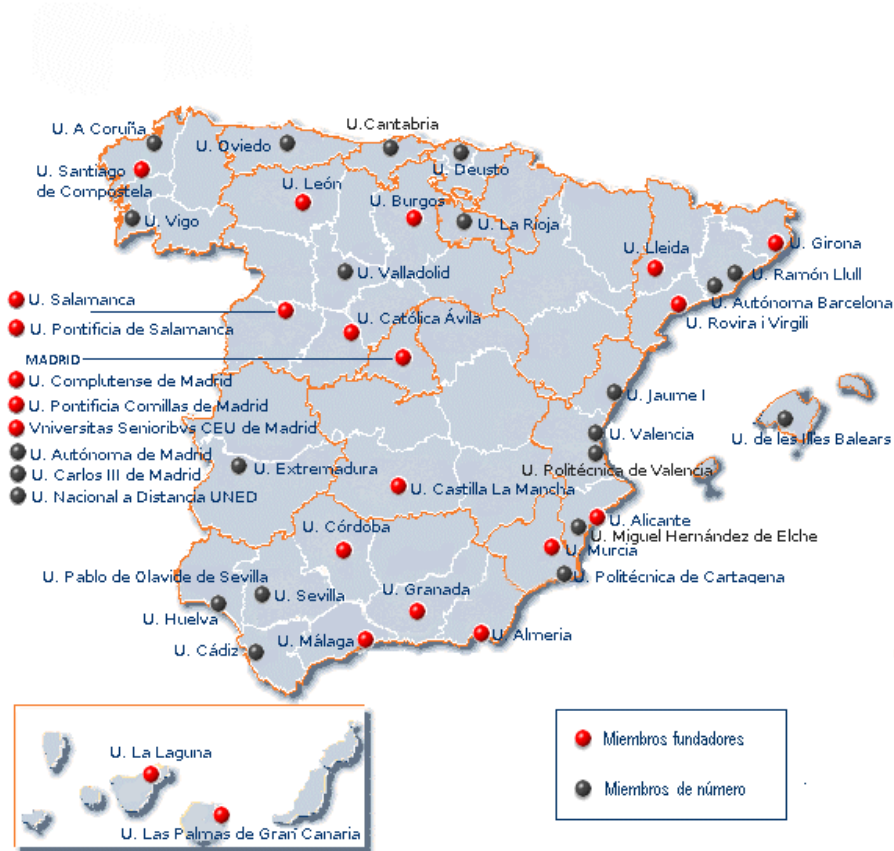 U. A Coruña
U. Oviedo
U.Cantabria
U. Deusto
U. Santiago
de Compostela
U. León
U. Burgos
U. Vigo
U. La Rioja
U. Lleida
U. Girona
U. Valladolid
U. Ramón Llull
U. Salamanca
U. Autónoma Barcelona
U. Pontificia de Salamanca
U. Católica Ávila
U. Rovira i Virgili
MADRID
U. Complutense de Madrid
U. Jaume I
U. Pontificia Comillas de Madrid
Vniversitas Senioribvs CEU de Madrid
U. Valencia
U. de les Illes Balears
U. Autónoma de Madrid
U. Extremadura
U. Politécnica de Valencia
U. Carlos III de Madrid
U. Nacional a Distancia UNED
U. Castilla La Mancha
U. Córdoba
U. Alicante
U. Miguel Hernández de Elche
U. Murcia
U. Pablo de Olavide de Sevilla
U. Politécnica de Cartagena
U. Sevilla
U. Granada
U. Huelva
U. Málaga
U. Almeria
U. Cádiz
U. La Laguna
U. Las Palmas de Gran Canaria
Miembros fundadores
Miembros de número